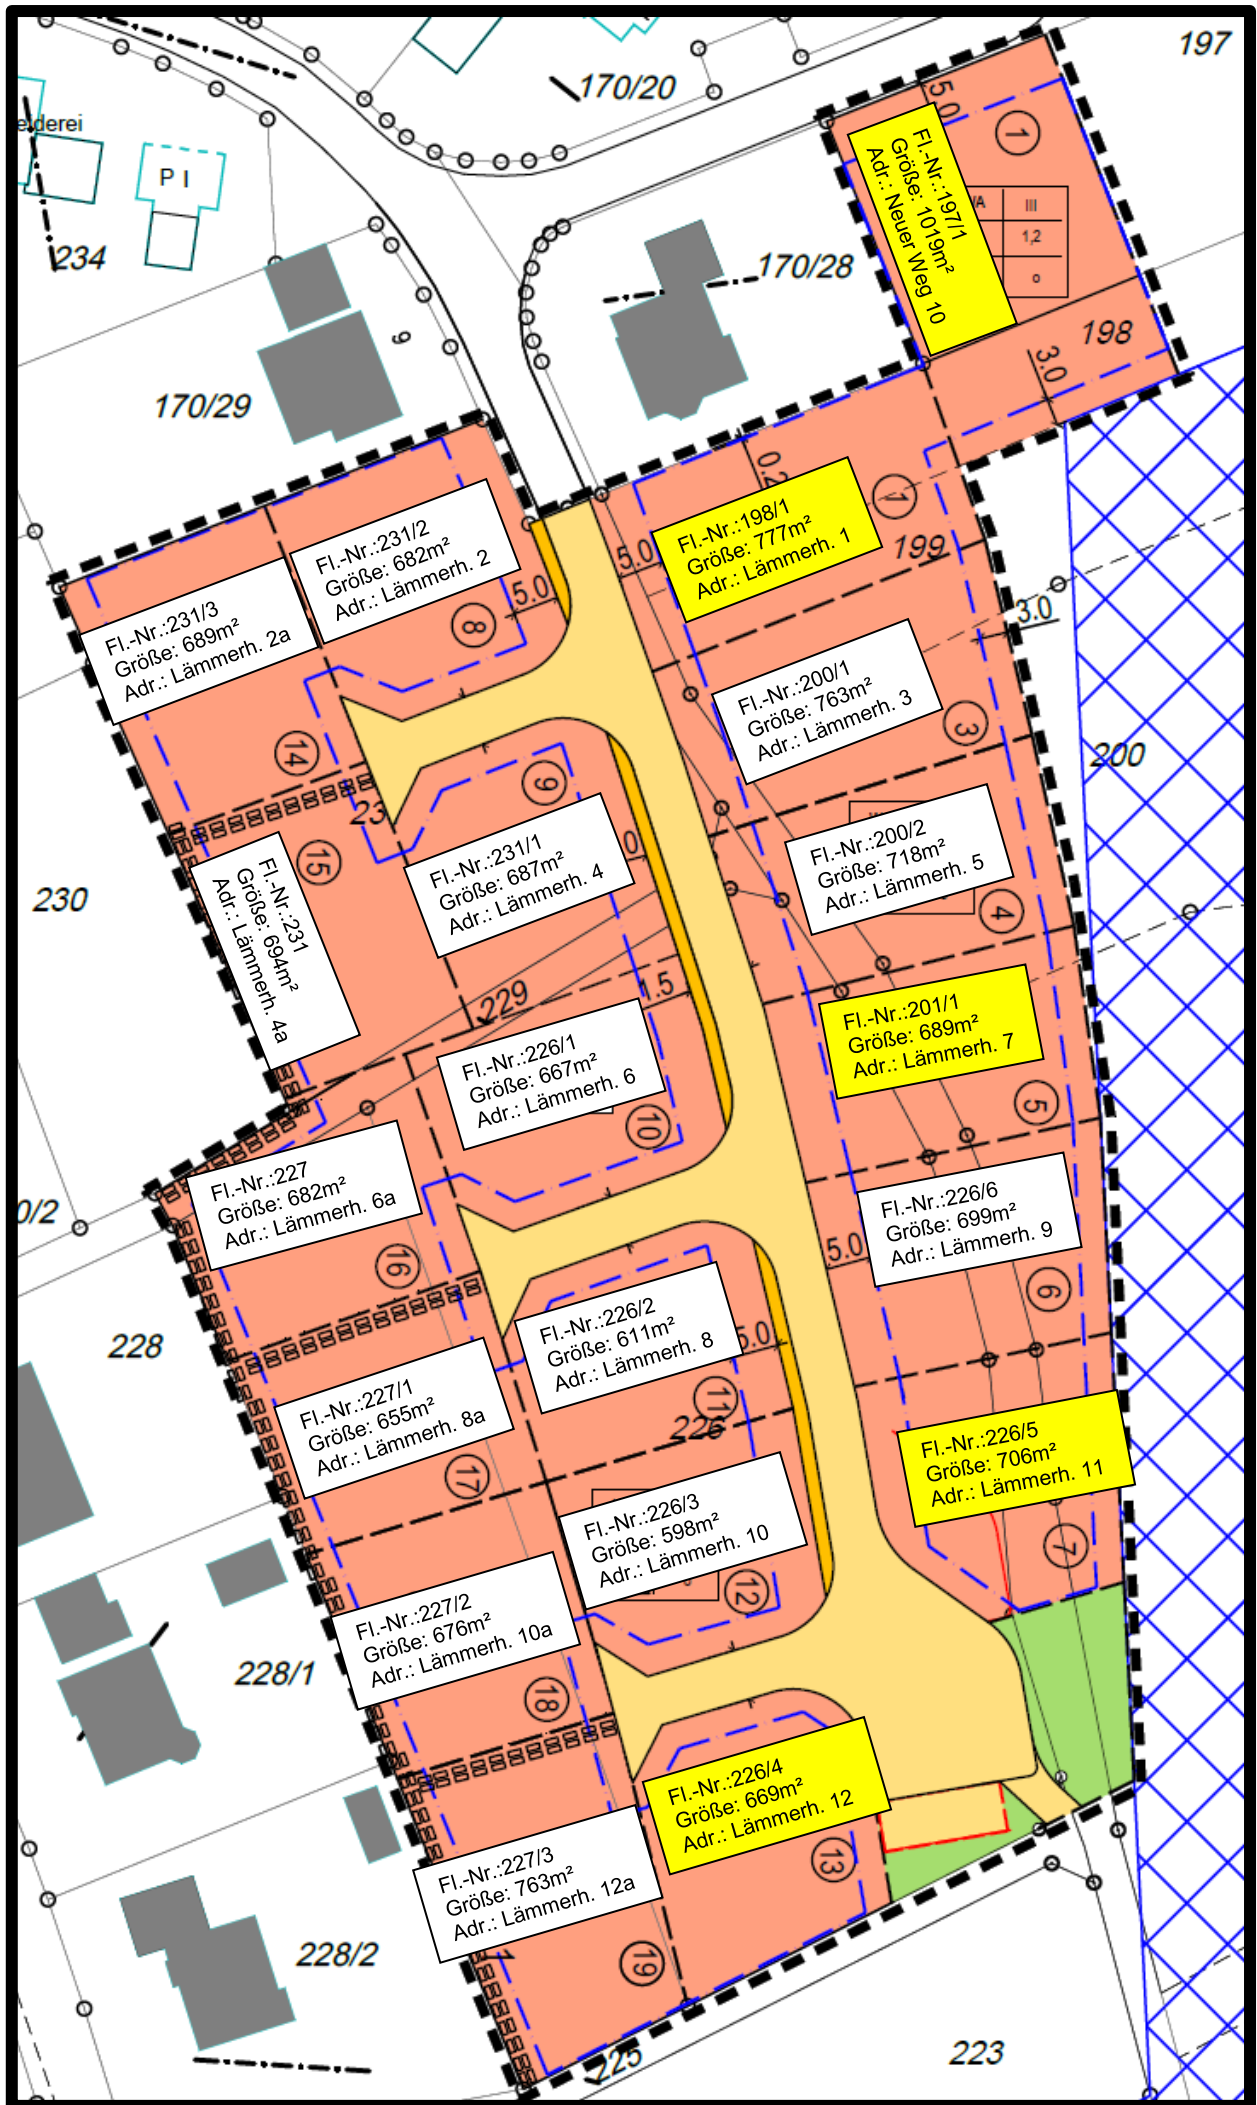 197
170/20
elderei
P I
234
5.0
1
Fl.-Nr.:197/1
Größe: 1019m²
Adr.: Neuer Weg 10
III
1,2
o
170/28
198
3.0
9
170/29
0.2
1
199
Fl.-Nr.:198/1
Größe: 777m²
Adr.: Lämmerh. 1
5.0
Fl.-Nr.:231/2
Größe: 682m²
Adr.: Lämmerh. 2
5.0
8
Fl.-Nr.:231/3
Größe: 689m²
Adr.: Lämmerh. 2a
3.0
Fl.-Nr.:200/1
Größe: 763m²
Adr.: Lämmerh. 3
3
200
14
9
23
15
Fl.-Nr.:231/1
Größe: 687m²
Adr.: Lämmerh. 4
0
Fl.-Nr.:200/2
Größe: 718m²
Adr.: Lämmerh. 5
4
230
Fl.-Nr.:231
Größe: 694m²
Adr.: Lämmerh. 4a
229
1.5
Fl.-Nr.:201/1
Größe: 689m²
Adr.: Lämmerh. 7
5
Fl.-Nr.:226/1
Größe: 667m²
Adr.: Lämmerh. 6
10
Fl.-Nr.:227
Größe: 682m²
Adr.: Lämmerh. 6a
0/2
16
Fl.-Nr.:226/6
Größe: 699m²
Adr.: Lämmerh. 9
5.0
6
228
Fl.-Nr.:226/2
Größe: 611m²
Adr.: Lämmerh. 8
5.0
11
226
Fl.-Nr.:227/1
Größe: 655m²
Adr.: Lämmerh. 8a
17
Fl.-Nr.:226/5
Größe: 706m²
Adr.: Lämmerh. 11
7
Fl.-Nr.:226/3
Größe: 598m²
Adr.: Lämmerh. 10
12
Fl.-Nr.:227/2
Größe: 676m²
Adr.: Lämmerh. 10a
228/1
18
Fl.-Nr.:226/4
Größe: 669m²
Adr.: Lämmerh. 12
13
Fl.-Nr.:227/3
Größe: 763m²
Adr.: Lämmerh. 12a
228/2
19
225
223